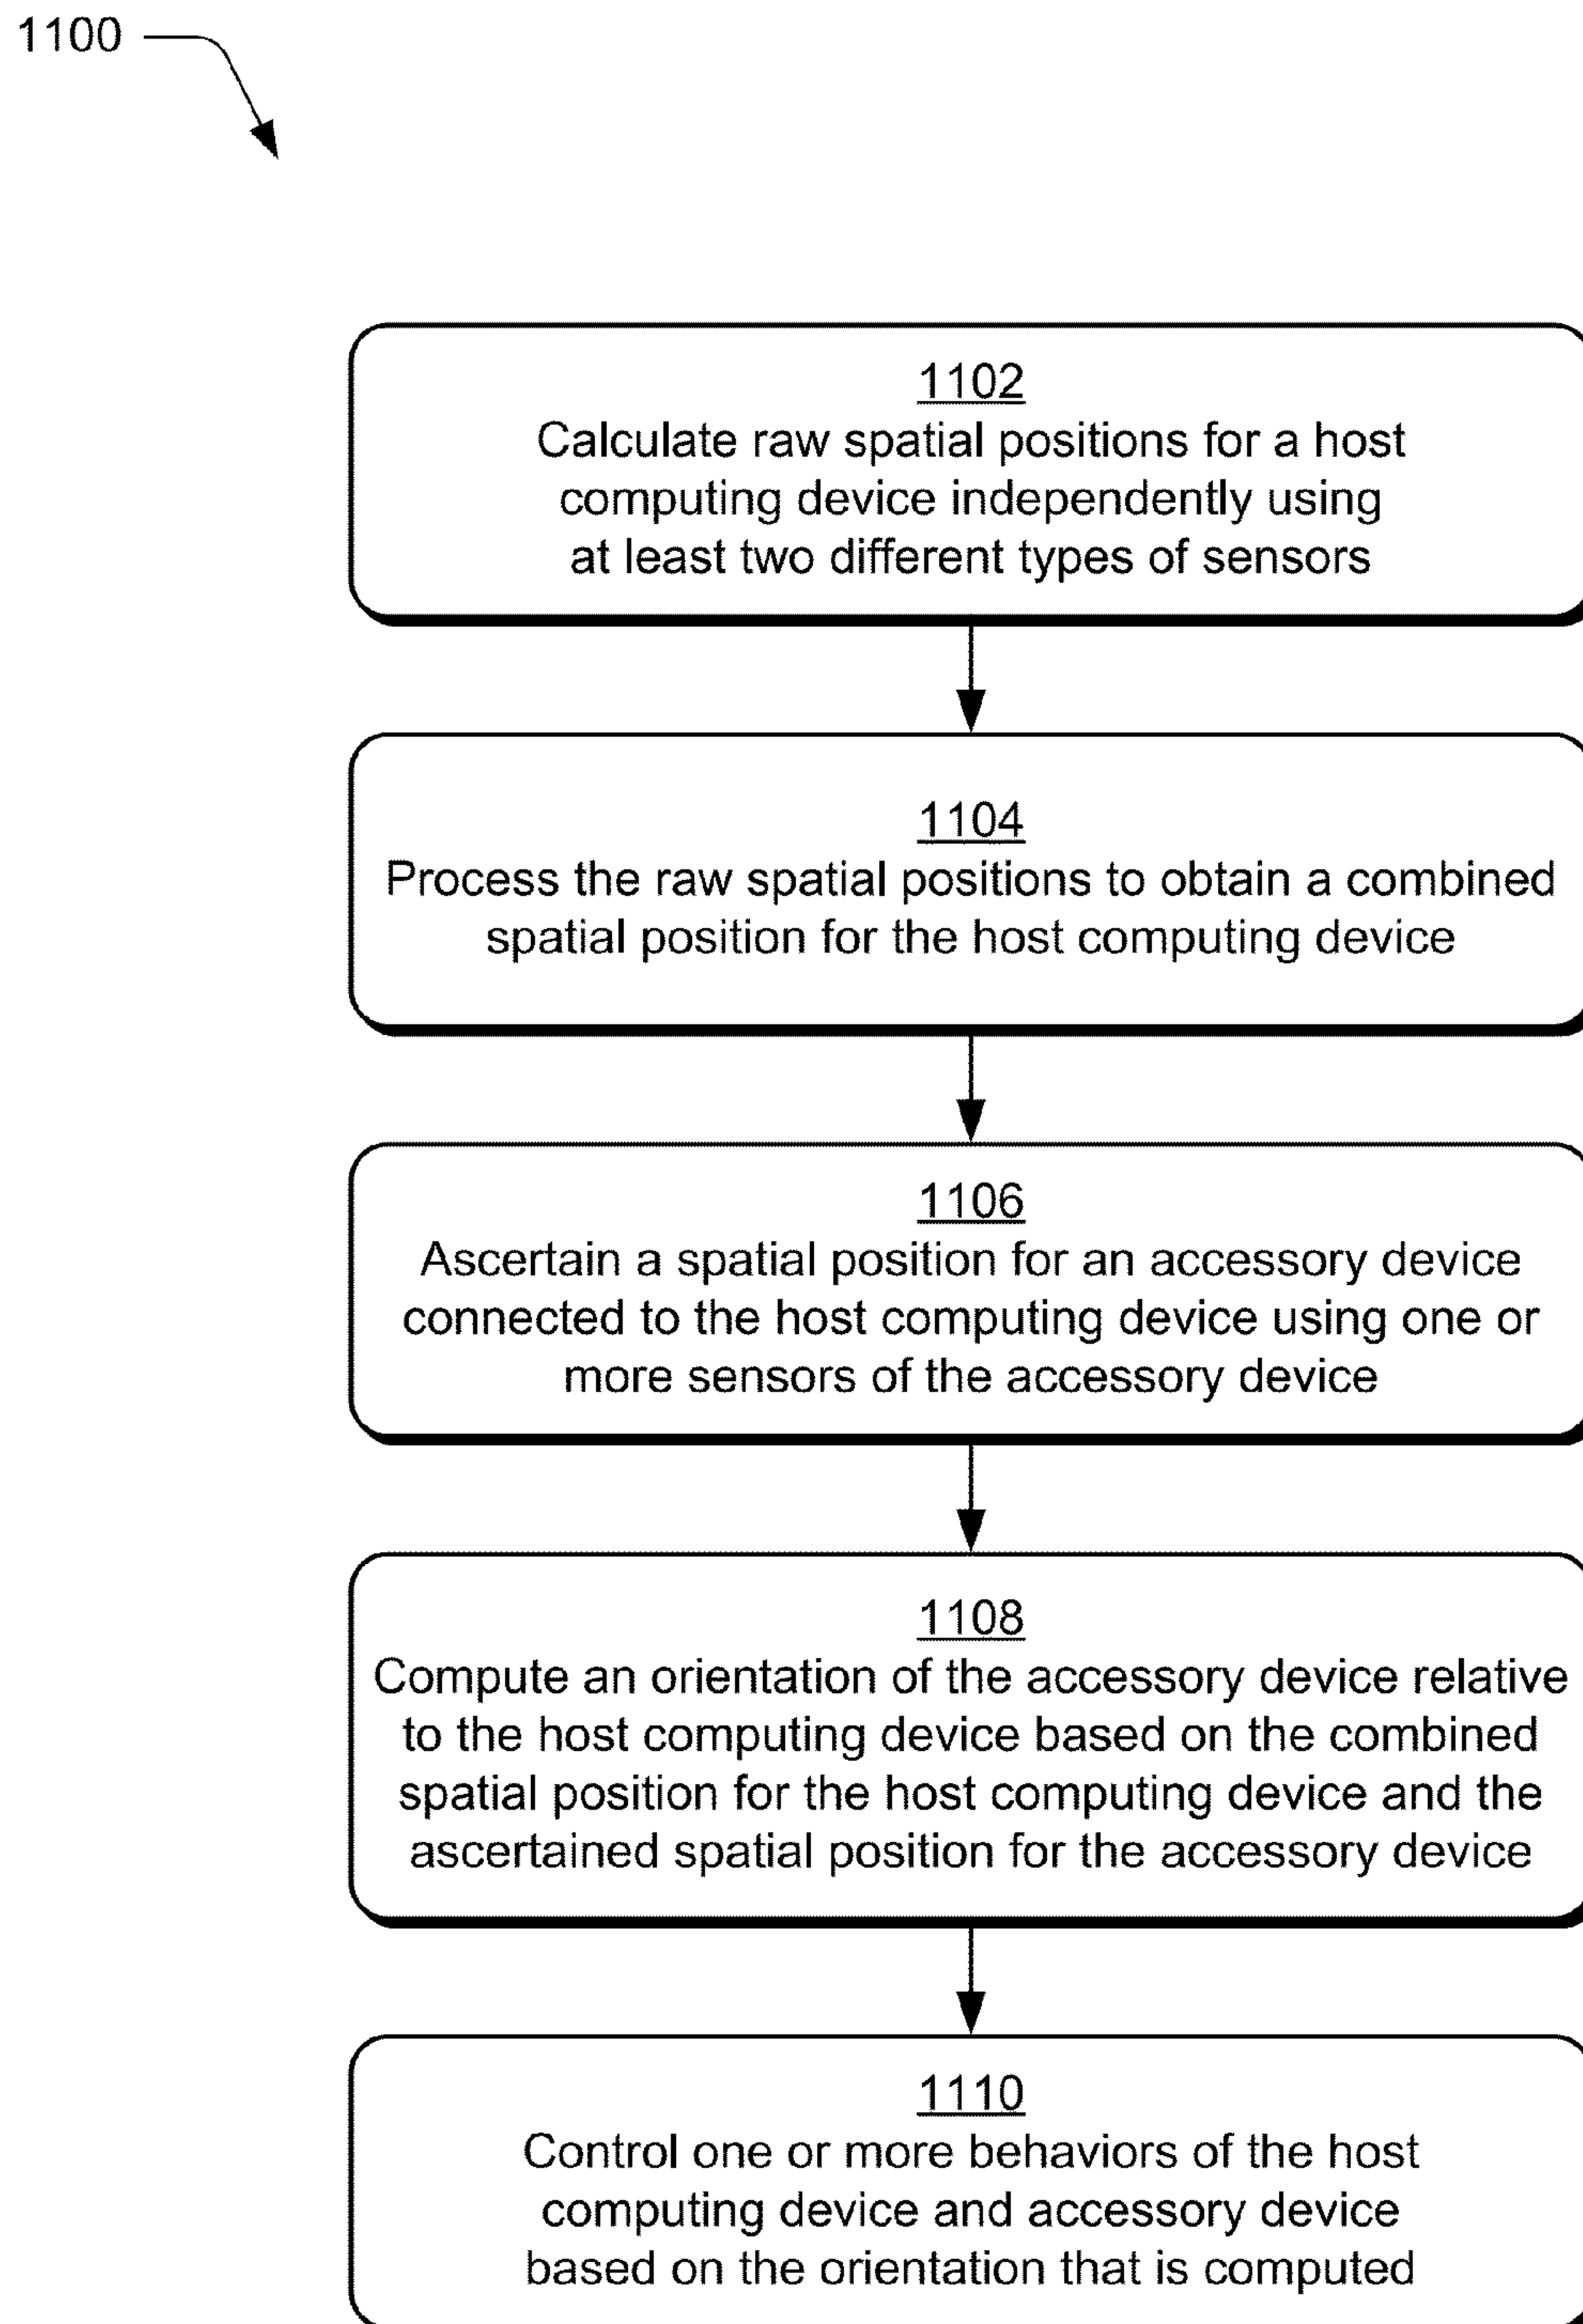 1100
1102
Calculate raw spatial positions for a host
computing device independently using
at least two different types of sensors
1104
Process the raw spatial positions to obtain a combined
spatial position for the host computing device
1106
Ascertain a spatial position for an accessory device
connected to the host computing device using one or
more sensors of the accessory device
1108
Compute an orientation of the accessory device relative
to the host computing device based on the combined
spatial position for the host computing device and the
ascertained spatial position for the accessory device
1110
Control one or more behaviors of the host
computing device and accessory device
based on the orientation that is computed